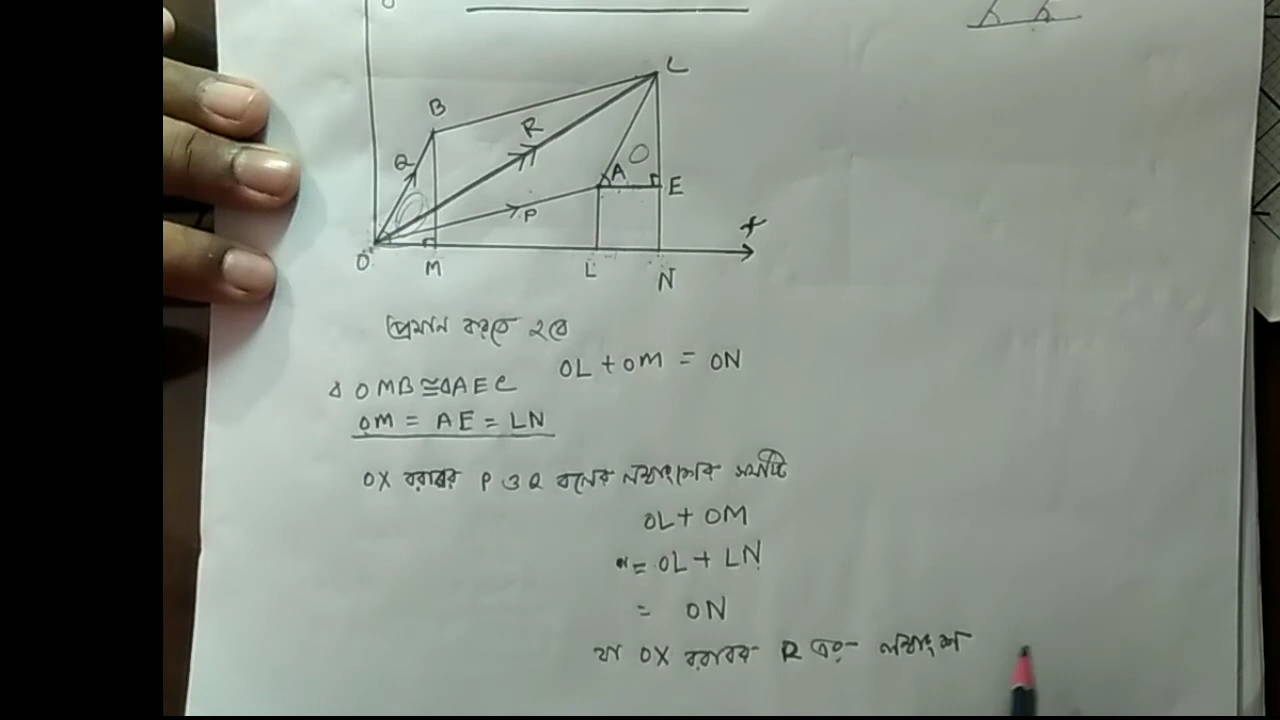 C
B
R
Q
A
E
P
X
O
M
L
N
প্রমান করতে হবে
OL + OM = ON
Δ OMB ≅ ΔAEC
OM = AE = LN
OX বরাবর P ও Q বলের লম্বাংশের সমষ্টি
OL + OM
= OL + LN
= ON
যা OX বরাবর R এর লম্বাংশ